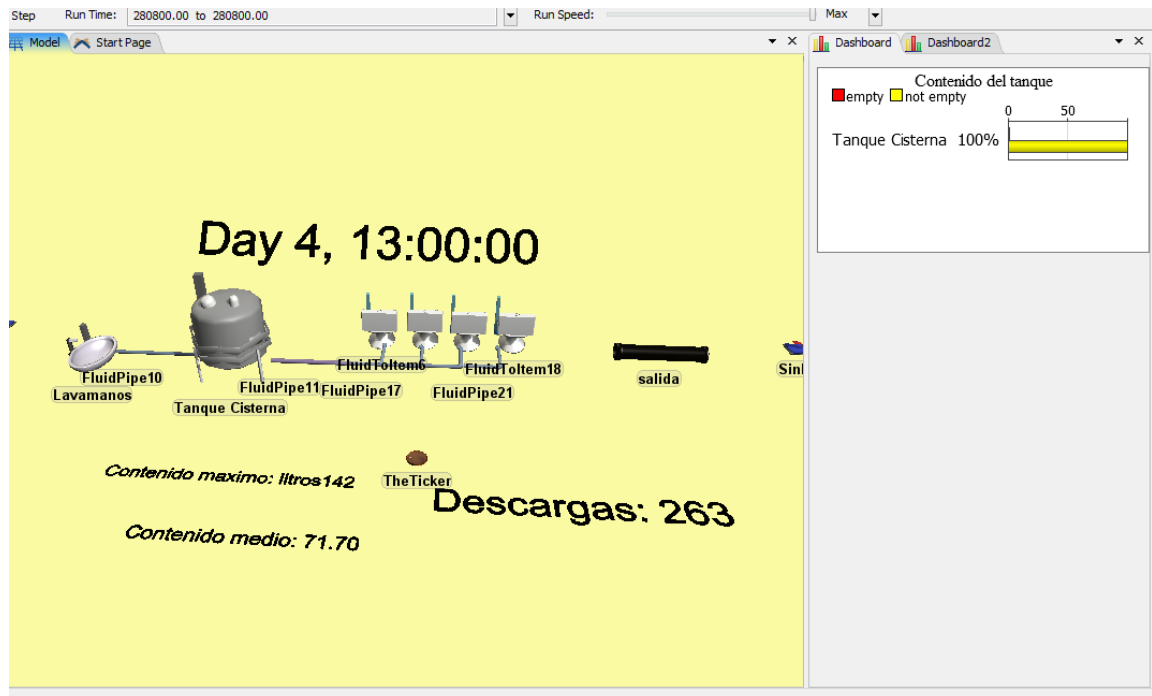 Step Run Time: 280800.00 to 280800.00 Run Speed: Max
Model Start Page
Dashboard Dashboard2
Contenido del tanque
empty not empty
0 50
Tanque Cisterna 100%
Day 4, 13:00:00
FluidToItem6 FluidToItem18
FluidPipe10
salida
FluidPipe11 FluidPipe17 FluidPipe21
Lavamanos
Tanque Cisterna
Contenido maximo: litros142
TheTicker
Descargas: 263
Contenido medio: 71.70